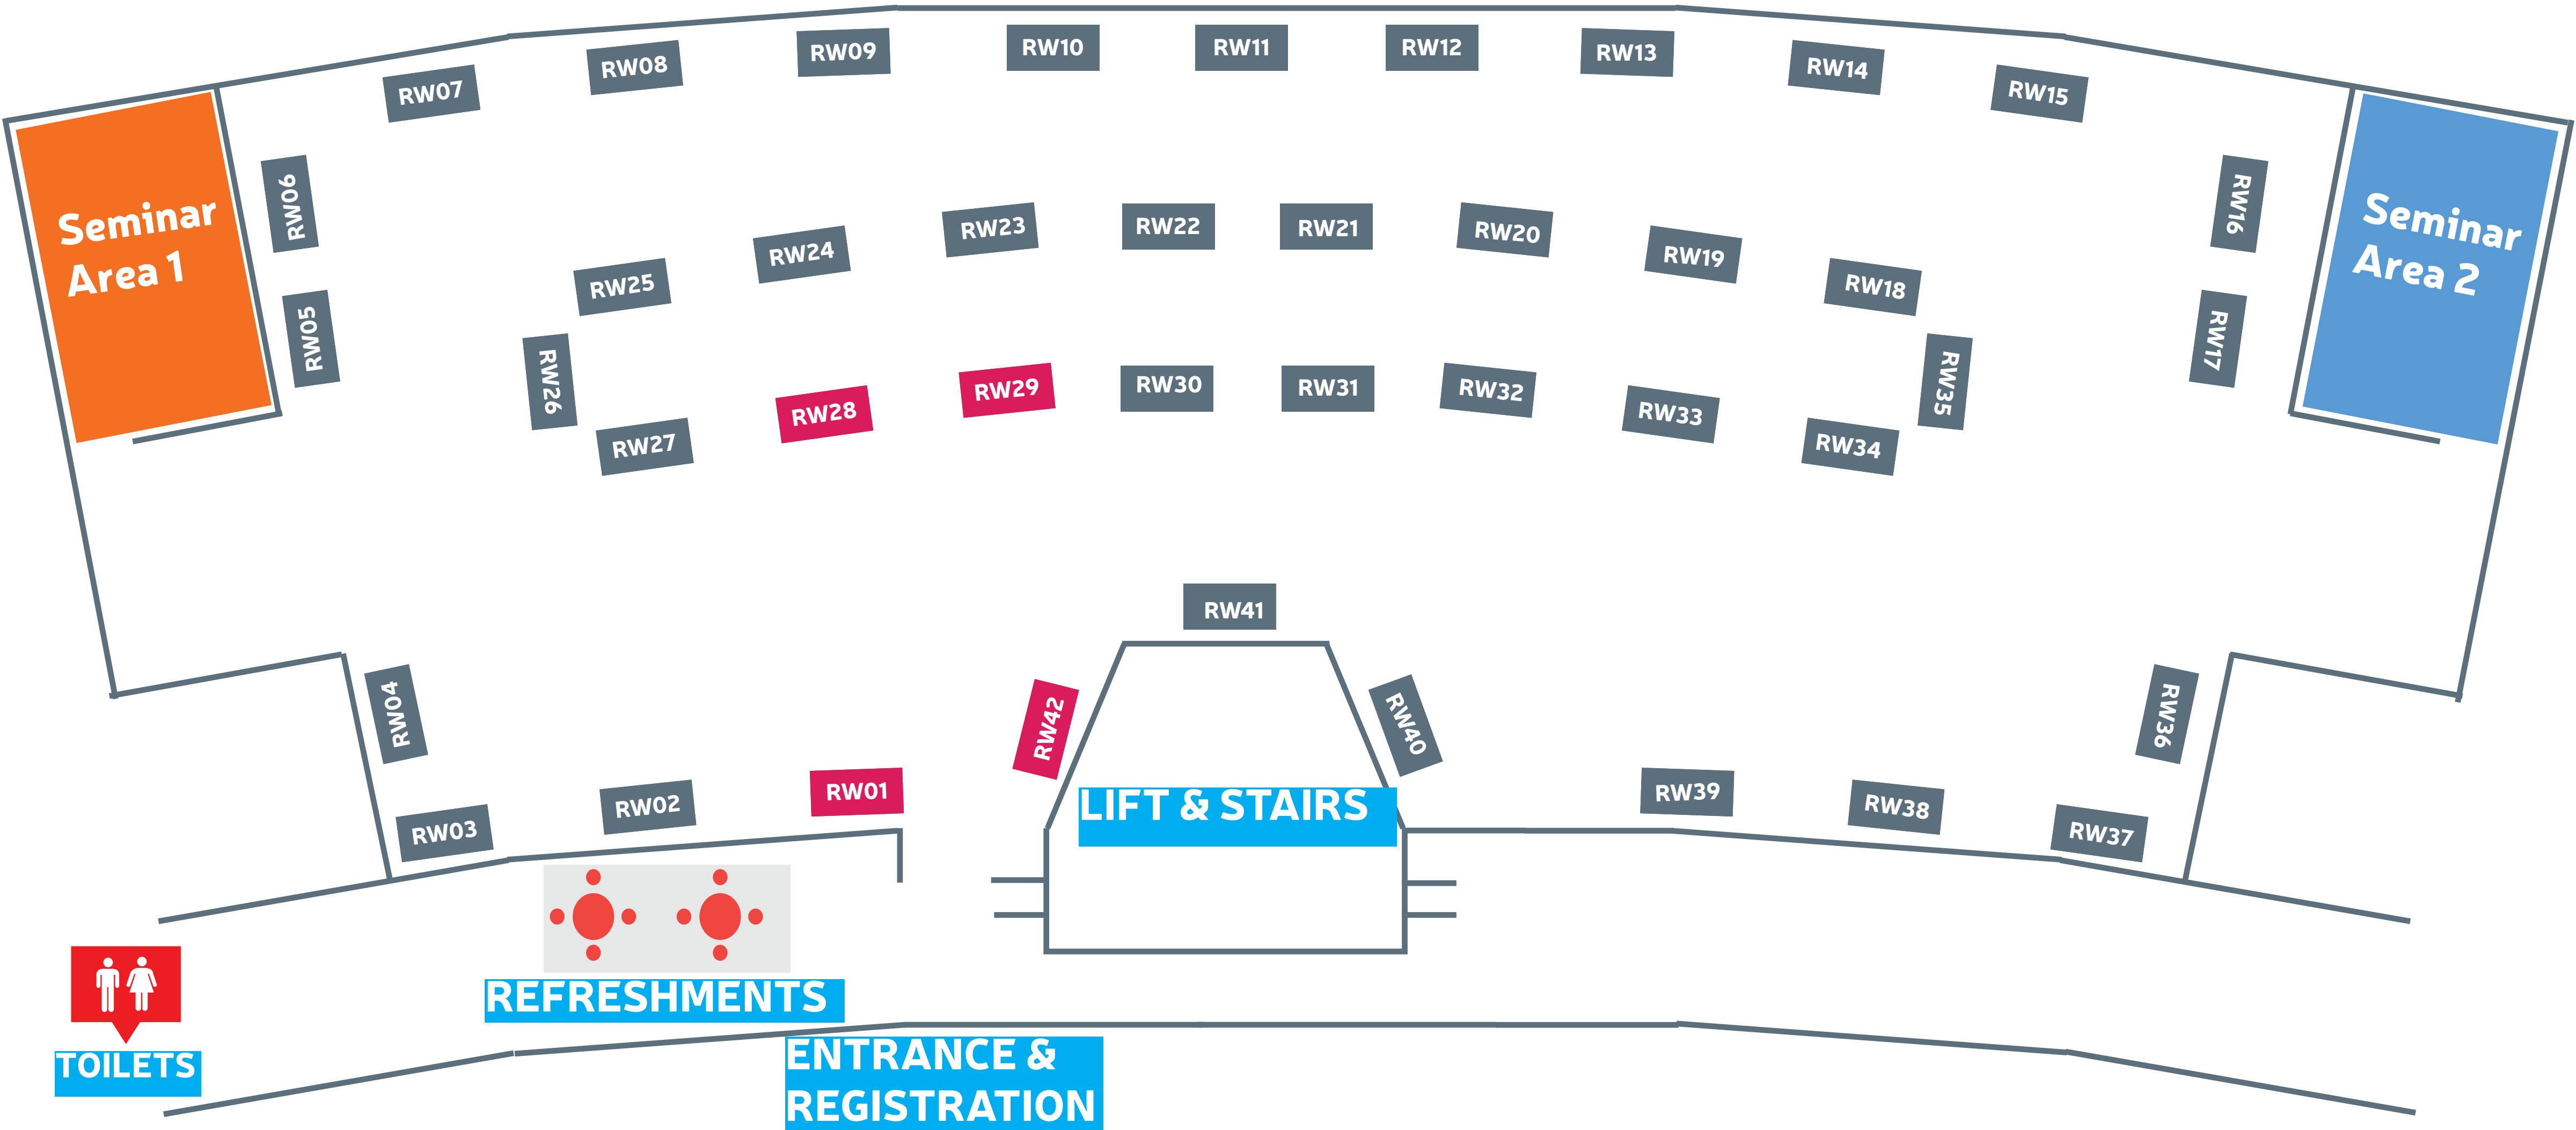 RW07
RW08
RW09
RW10
RW11
RW12
RW13
RW14
RW15
Seminar
Area 1
RW06
RW05
RW16
RW17
Seminar
Area 2
RW25
RW24
RW23
RW22
RW21
RW20
RW19
RW18
RW26
RW27
RW28
RW29
RW30
RW31
RW32
RW33
RW34
RW35
RW41
RW04
RW42
RW40
RW36
RW03
RW02
RW01
LIFT & STAIRS
RW39
RW38
RW37
REFRESHMENTS
TOILETS
ENTRANCE &
REGISTRATION